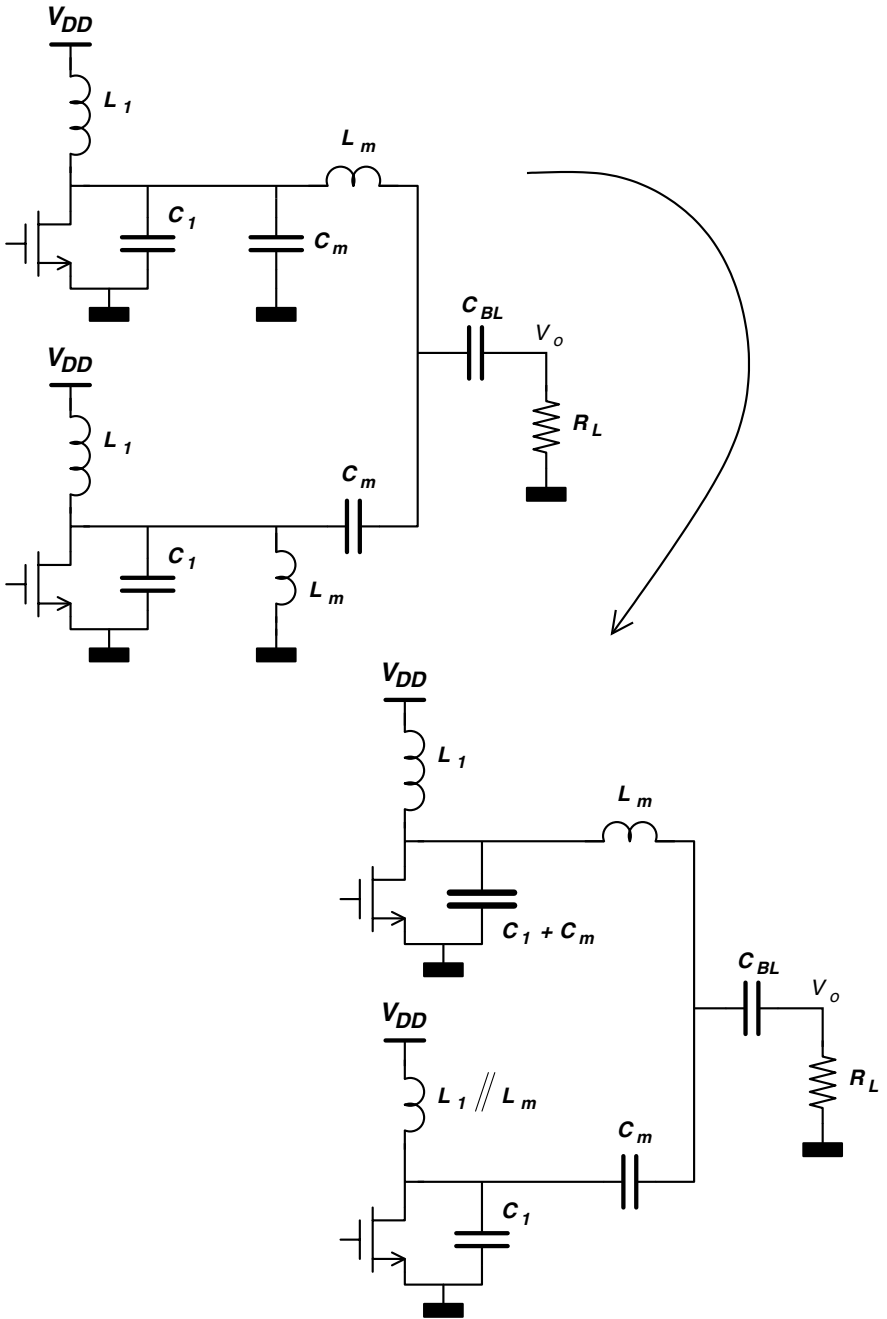 V_DD
L_1
L_m
C_1
C_m
C_BL
V_o
V_DD
R_L
L_1
C_m
C_1
L_m
V_DD
L_1
L_m
C_1 + C_m
C_BL
V_o
V_DD
R_L
L_1 // L_m
C_m
C_1